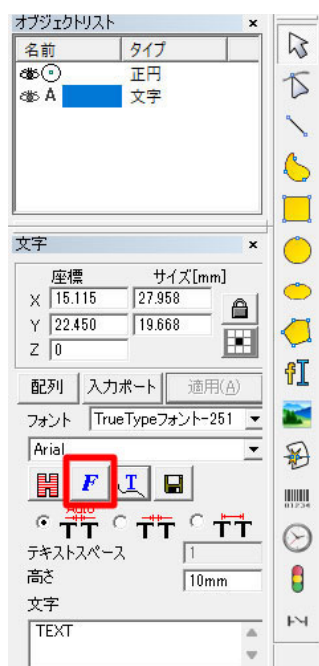 オブジェクトリスト ×
名前 タイプ
正円
A 文字
文字 ×
座標 サイズ[mm]
X 15.115 27.958
Y 22.450 19.668
Z 0
配列 入力ポート 適用(A)
フォント TrueTypeフォント-251
Arial
F T
Auto
TT TT TT
テキストスペース 1
高さ 10mm
文字
TEXT
01234